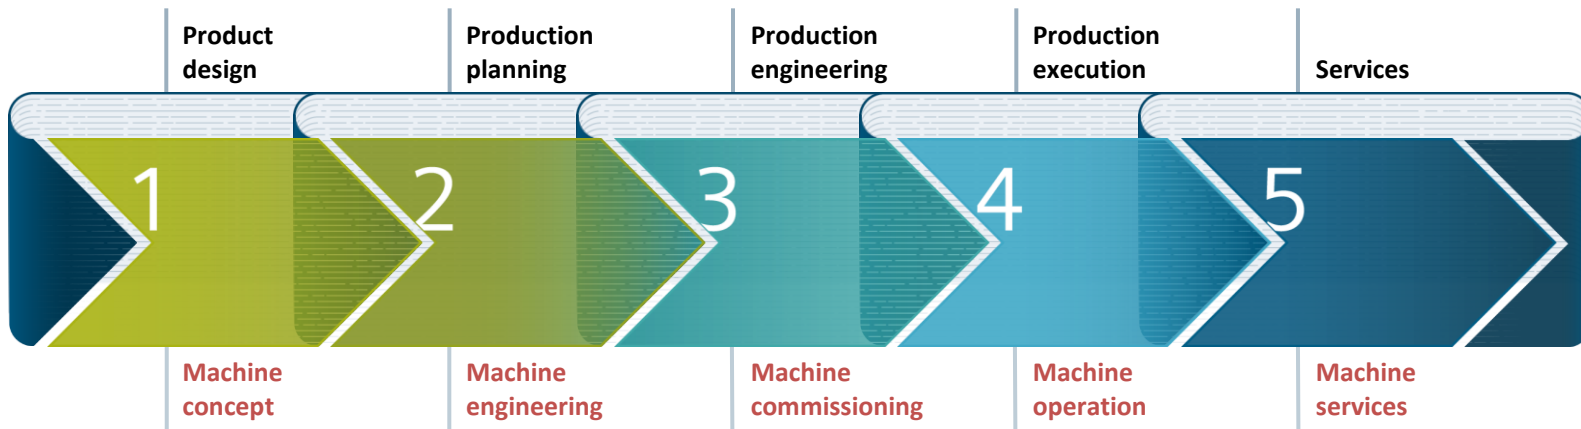 Product
design
Production
planning
Production
engineering
Production
execution
Services
1
2
3
4
5
Machine
concept
Machine
engineering
Machine
commissioning
Machine
operation
Machine
services